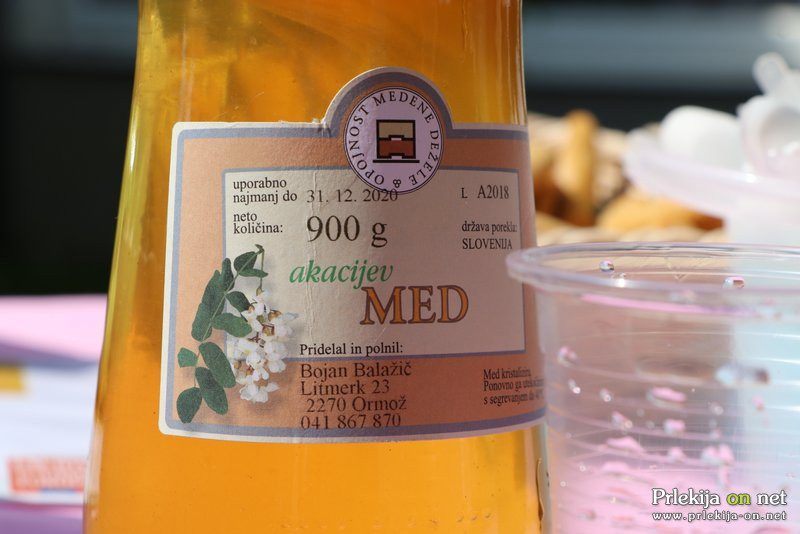 OPOJNOST MEDENE DEŽELE &
uporabno
najmanj do 31. 12. 2020
L A2018
neto
količina: 900 g
država porekla:
SLOVENIJA
akacijev
MED
Pridelal in polnil:
Bojan Balažič
Litmerk 23
2270 Ormož
041 867 870
Med kristalizira.
Ponovno ga
s segrevanjem do
Prlekija on net
www.prlekija-on.net